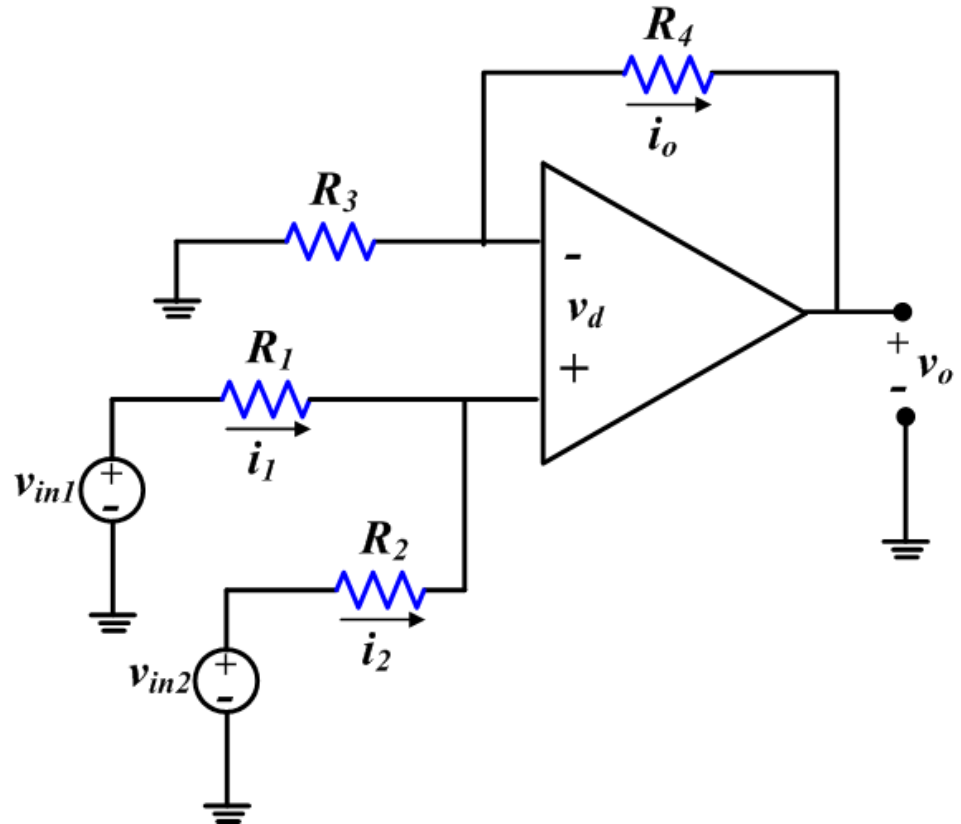 R4
io
R3
-
vd
+
R1
i1
+
vo
-
vin1
+
-
R2
i2
vin2
+
-